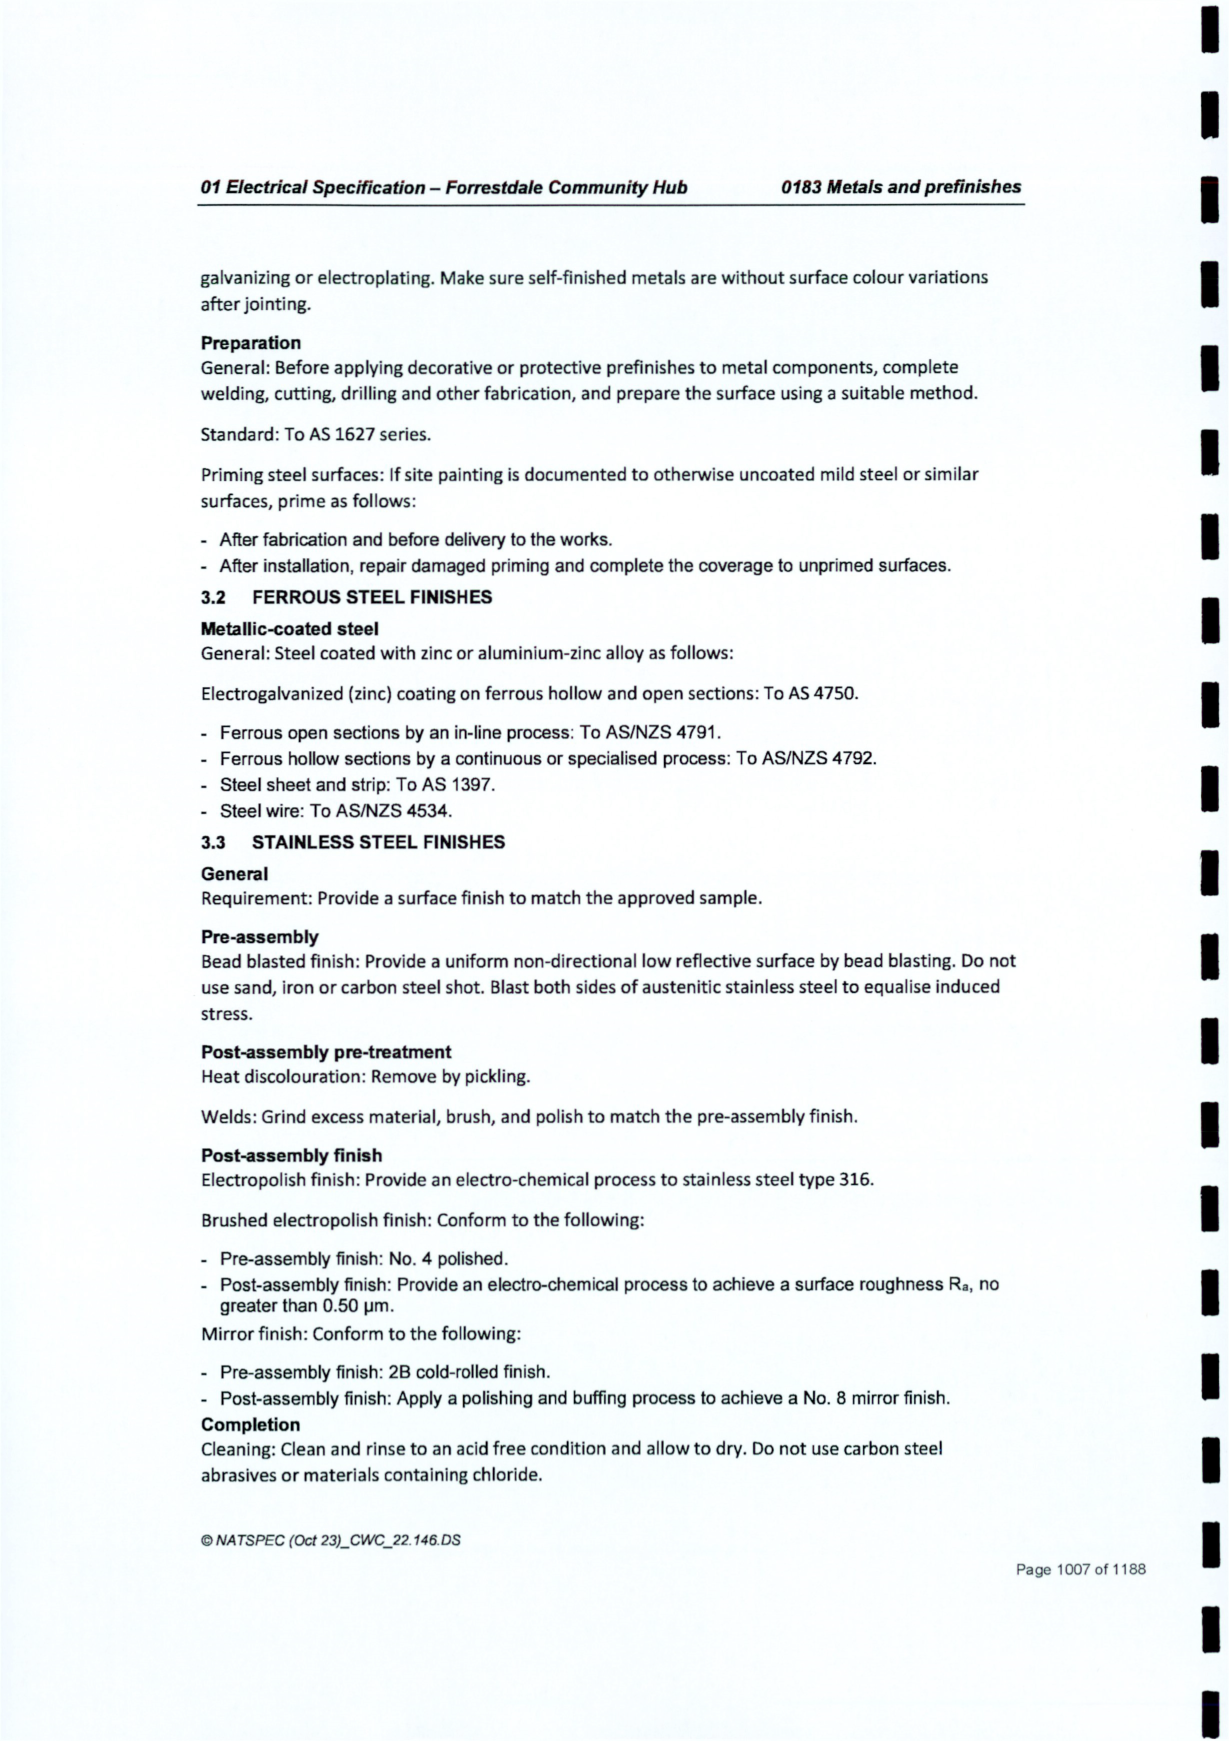 01 Electrical Specification – Forrestdale Community Hub 0183 Metals and prefinishes
galvanizing or electroplating. Make sure self-finished metals are without surface colour variations
after jointing.
Preparation
General: Before applying decorative or protective prefinishes to metal components, complete
welding, cutting, drilling and other fabrication, and prepare the surface using a suitable method.
Standard: To AS 1627 series.
Priming steel surfaces: If site painting is documented to otherwise uncoated mild steel or similar
surfaces, prime as follows:
- After fabrication and before delivery to the works.
- After installation, repair damaged priming and complete the coverage to unprimed surfaces.
3.2 FERROUS STEEL FINISHES
Metallic-coated steel
General: Steel coated with zinc or aluminium-zinc alloy as follows:
Electrogalvanized (zinc) coating on ferrous hollow and open sections: To AS 4750.
- Ferrous open sections by an in-line process: To AS/NZS 4791.
- Ferrous hollow sections by a continuous or specialised process: To AS/NZS 4792.
- Steel sheet and strip: To AS 1397.
- Steel wire: To AS/NZS 4534.
3.3 STAINLESS STEEL FINISHES
General
Requirement: Provide a surface finish to match the approved sample.
Pre-assembly
Bead blasted finish: Provide a uniform non-directional low reflective surface by bead blasting. Do not
use sand, iron or carbon steel shot. Blast both sides of austenitic stainless steel to equalise induced
stress.
Post-assembly pre-treatment
Heat discolouration: Remove by pickling.
Welds: Grind excess material, brush, and polish to match the pre-assembly finish.
Post-assembly finish
Electropolish finish: Provide an electro-chemical process to stainless steel type 316.
Brushed electropolish finish: Conform to the following:
- Pre-assembly finish: No. 4 polished.
- Post-assembly finish: Provide an electro-chemical process to achieve a surface roughness Ra, no
greater than 0.50 µm.
Mirror finish: Conform to the following:
- Pre-assembly finish: 2B cold-rolled finish.
- Post-assembly finish: Apply a polishing and buffing process to achieve a No. 8 mirror finish.
Completion
Cleaning: Clean and rinse to an acid free condition and allow to dry. Do not use carbon steel
abrasives or materials containing chloride.
© NATSPEC (Oct 23)_CWC_22.146.DS
Page 1007 of 1188